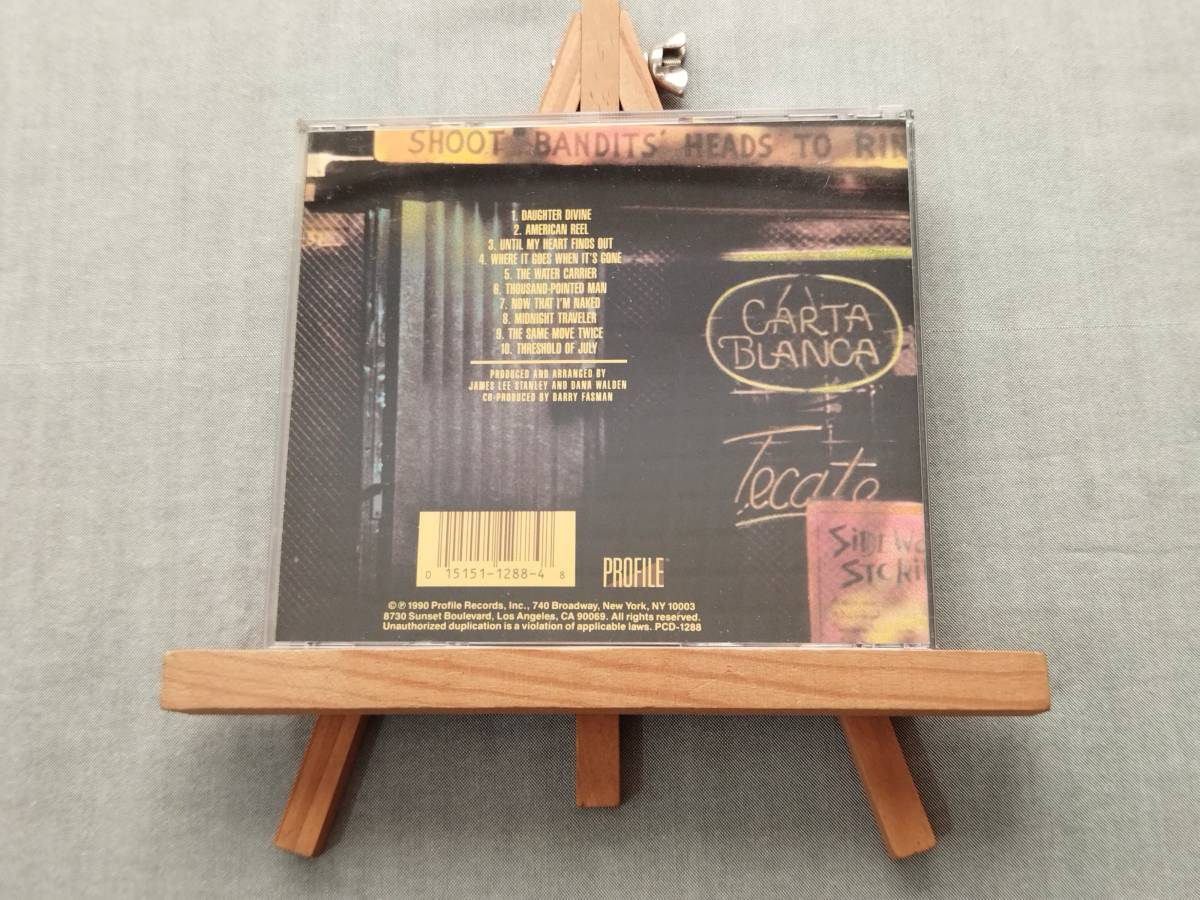 SHOOT BANDITS' HEADS TO RIN
1. DAUGHTER DIVINE
2. AMERICAN REEL
3. UNTIL MY HEART FINDS OUT
4. WHERE IT GOES WHEN IT'S GONE
5. THE WATER CARRIER
6. THOUSAND-POINTED MAN
7. NOW THAT I'M NAKED
8. MIDNIGHT TRAVELER
9. THE SAME MOVE TWICE
10. THRESHOLD OF JULY
PRODUCED AND ARRANGED BY
JAMES LEE STANLEY AND DANA WALDEN
CO-PRODUCED BY BARRY FASMAN
CARTA
BLANCA
Tecate
SIDEWA
0 15151-1288-4 8
PROFILE
© ℗ 1990 Profile Records, Inc., 740 Broadway, New York, NY 10003
8730 Sunset Boulevard, Los Angeles, CA 90069. All rights reserved.
Unauthorized duplication is a violation of applicable laws. PCD-1288